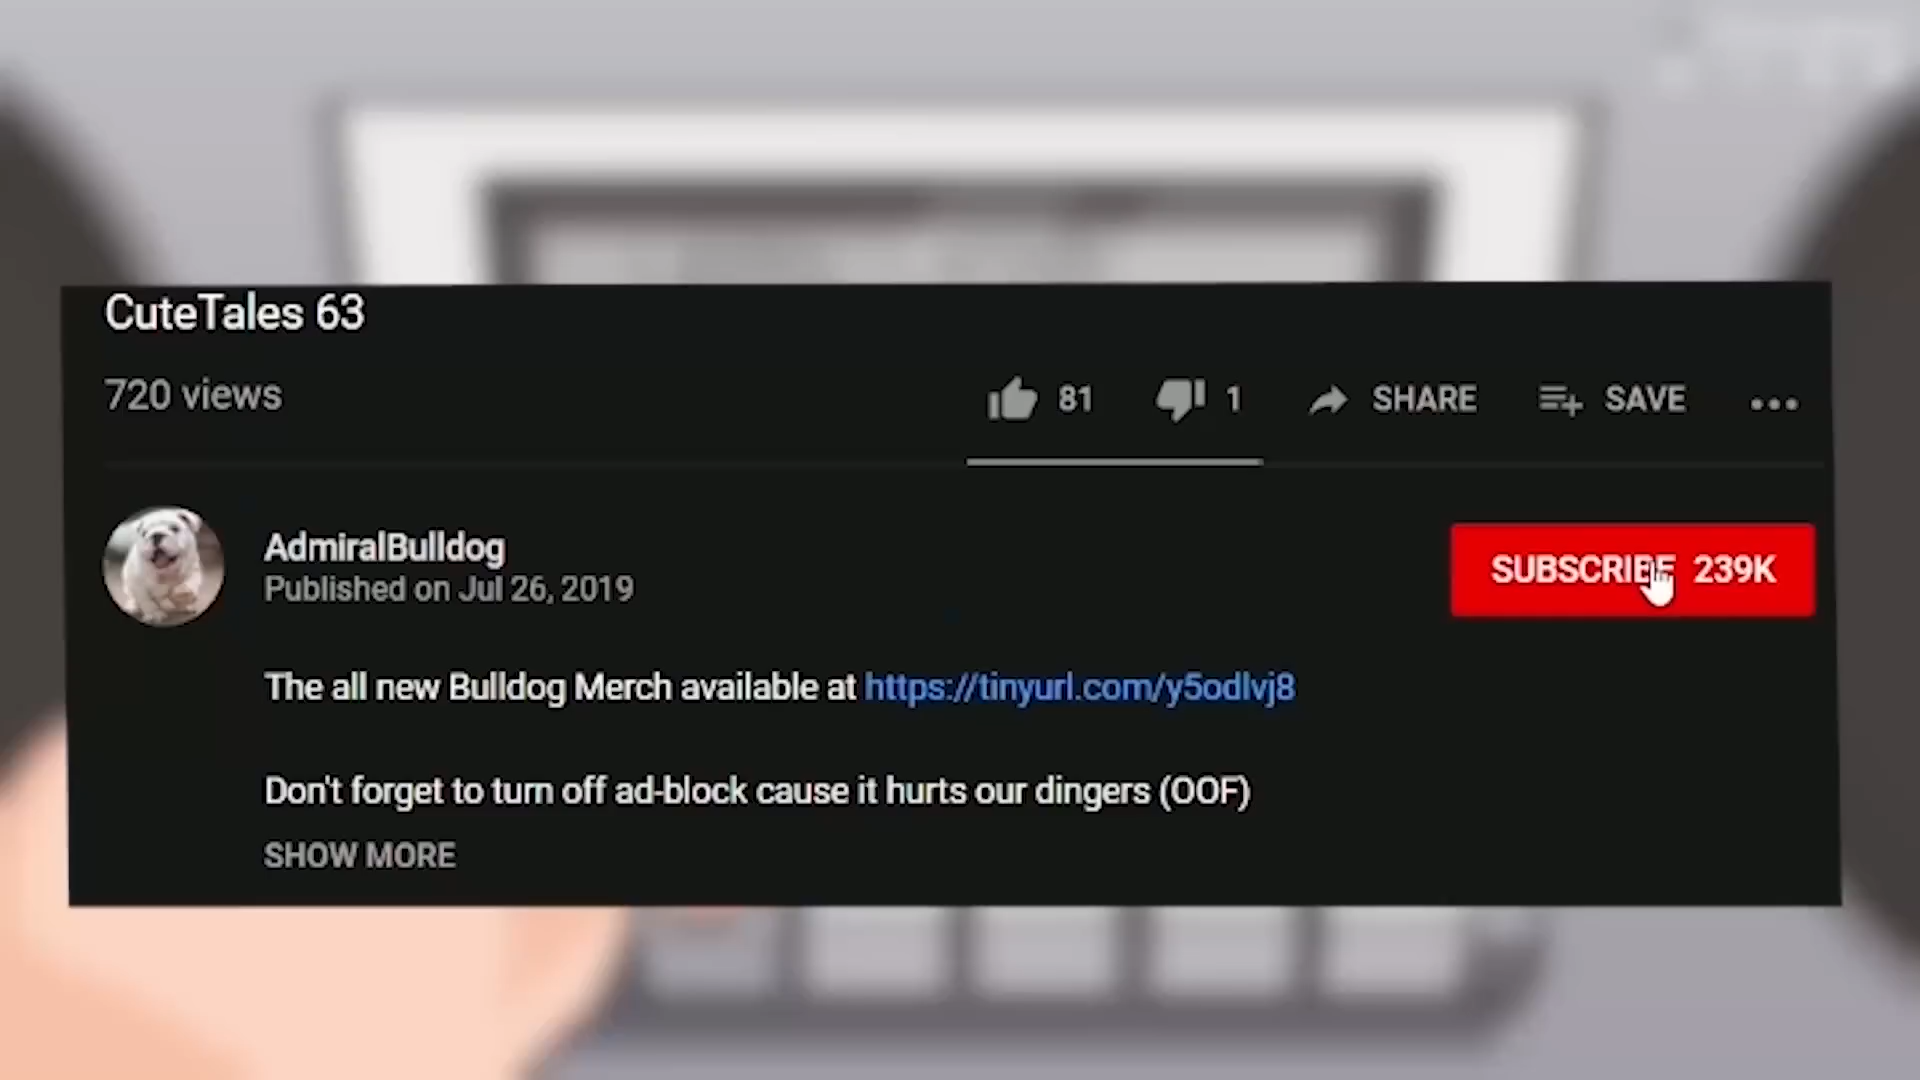 CuteTales 63
720 views
81 1 SHARE SAVE
AdmiralBulldog
Published on Jul 26, 2019
SUBSCRIBE 239K
The all new Bulldog Merch available at https://tinyurl.com/y5odlvj8
Don't forget to turn off ad-block cause it hurts our dingers (OOF)
SHOW MORE